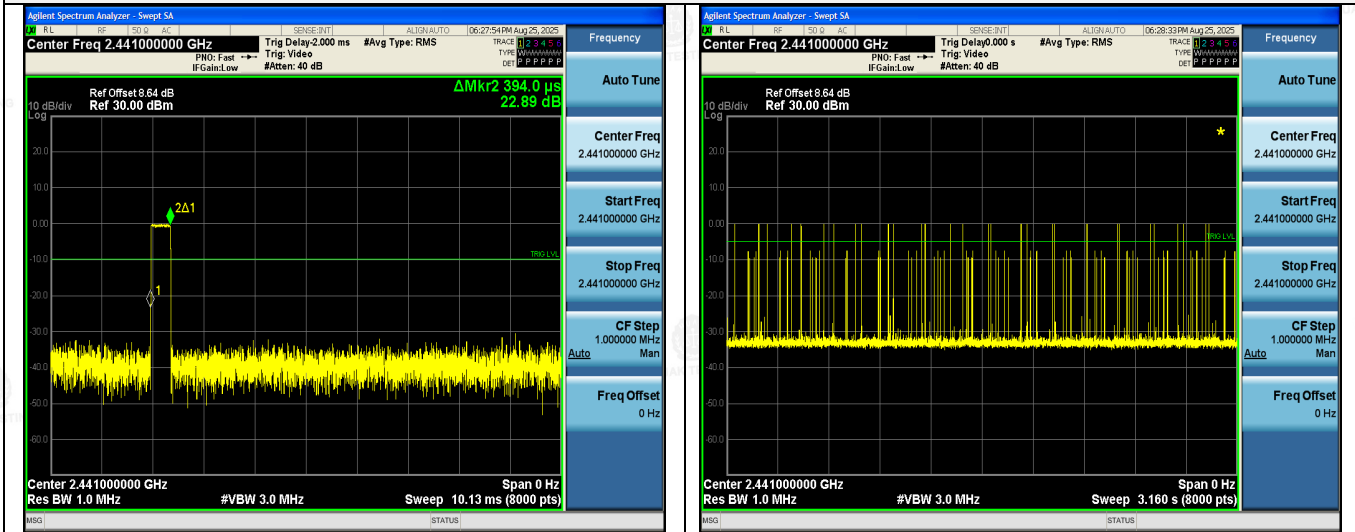 Agilent Spectrum Analyzer - Swept SA
LXI RL RF 50 Ω AC SENSE:INT ALIGN AUTO 06:27:54 PM Aug 25, 2025
Center Freq 2.441000000 GHz
PNO: Fast
IFGain:Low
Trig Delay-2.000 ms
Trig: Video
#Atten: 40 dB
#Avg Type: RMS
TRACE 1 2 3 4 5 6
TYPE WWWWWW
DET P P P P P P
Ref Offset 8.64 dB
10 dB/div Ref 30.00 dBm
Log
ΔMkr2 394.0 µs
22.89 dB
20.0
10.0
0.00
-10.0
-20.0
-30.0
-40.0
-50.0
-60.0
2Δ1
TRIG LVL
1
Center 2.441000000 GHz Span 0 Hz
Res BW 1.0 MHz #VBW 3.0 MHz Sweep 10.13 ms (8000 pts)
MSG STATUS
Frequency
Auto Tune
Center Freq
2.441000000 GHz
Start Freq
2.441000000 GHz
Stop Freq
2.441000000 GHz
CF Step
1.000000 MHz
Auto Man
Freq Offset
0 Hz
Agilent Spectrum Analyzer - Swept SA
LXI RL RF 50 Ω AC SENSE:INT ALIGN AUTO 06:28:33 PM Aug 25, 2025
Center Freq 2.441000000 GHz
PNO: Fast
IFGain:Low
Trig Delay0.000 s
Trig: Video
#Atten: 40 dB
#Avg Type: RMS
TRACE 1 2 3 4 5 6
TYPE WWWWWW
DET P P P P P P
Ref Offset 8.64 dB
10 dB/div Ref 30.00 dBm
Log
*
20.0
10.0
0.00
-10.0
-20.0
-30.0
-40.0
-50.0
-60.0
TRIG LVL
Center 2.441000000 GHz Span 0 Hz
Res BW 1.0 MHz #VBW 3.0 MHz Sweep 3.160 s (8000 pts)
MSG STATUS
Frequency
Auto Tune
Center Freq
2.441000000 GHz
Start Freq
2.441000000 GHz
Stop Freq
2.441000000 GHz
CF Step
1.000000 MHz
Auto Man
Freq Offset
0 Hz